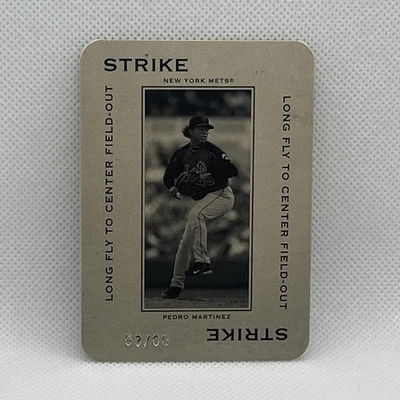 STRIKE
NEW YORK METS®
LONG FLY TO CENTER FIELD-OUT
LONG FLY TO CENTER FIELD-OUT
PEDRO MARTINEZ
STRIKE